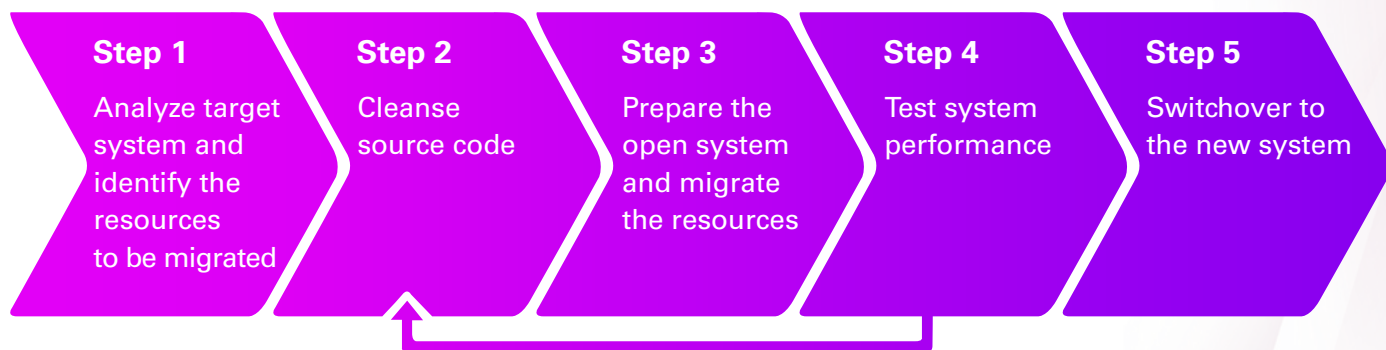 Step 1
Analyze target
system and
identify the
resources
to be migrated
Step 2
Cleanse
source code
Step 3
Prepare the
open system
and migrate
the resources
Step 4
Test system
performance
Step 5
Switchover to
the new system